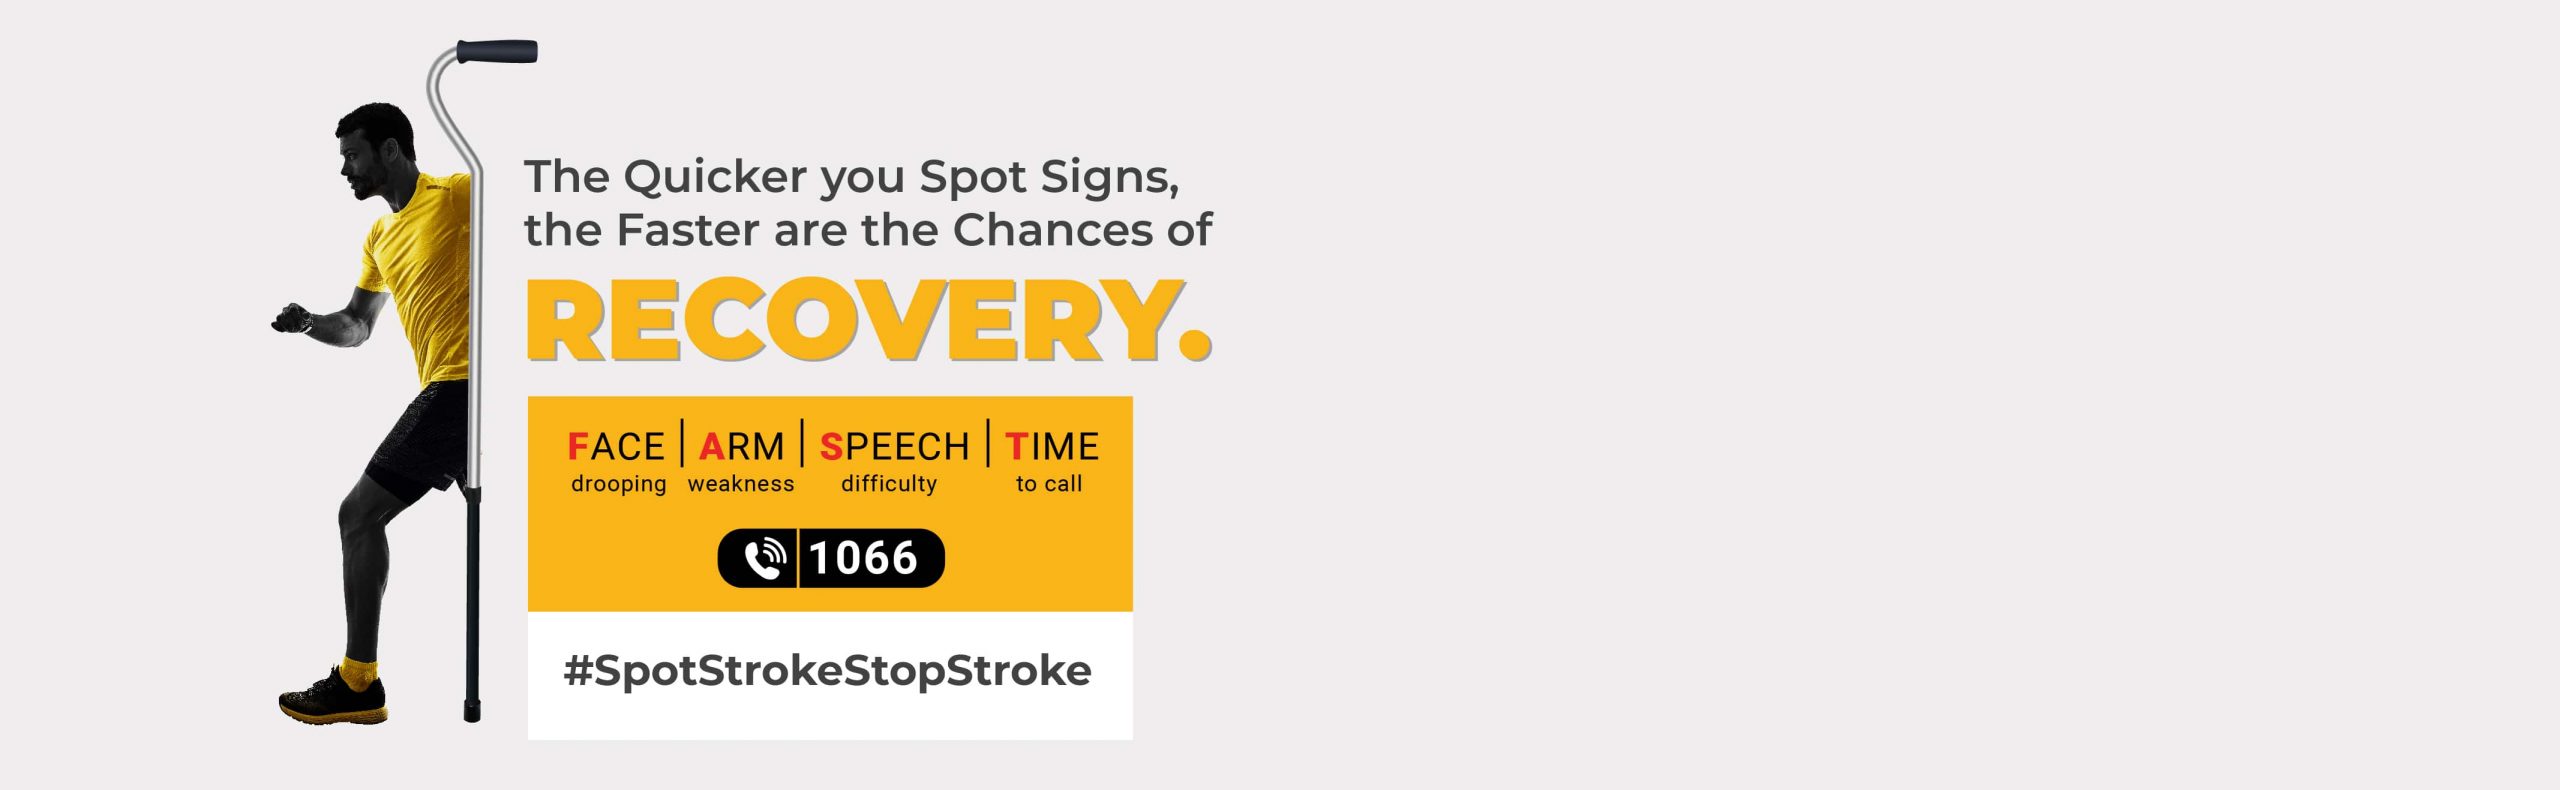 The Quicker you Spot Signs,
the Faster are the Chances of
RECOVERY.
FACE | ARM | SPEECH | TIME
drooping weakness difficulty to call
1066
#SpotStrokeStopStroke